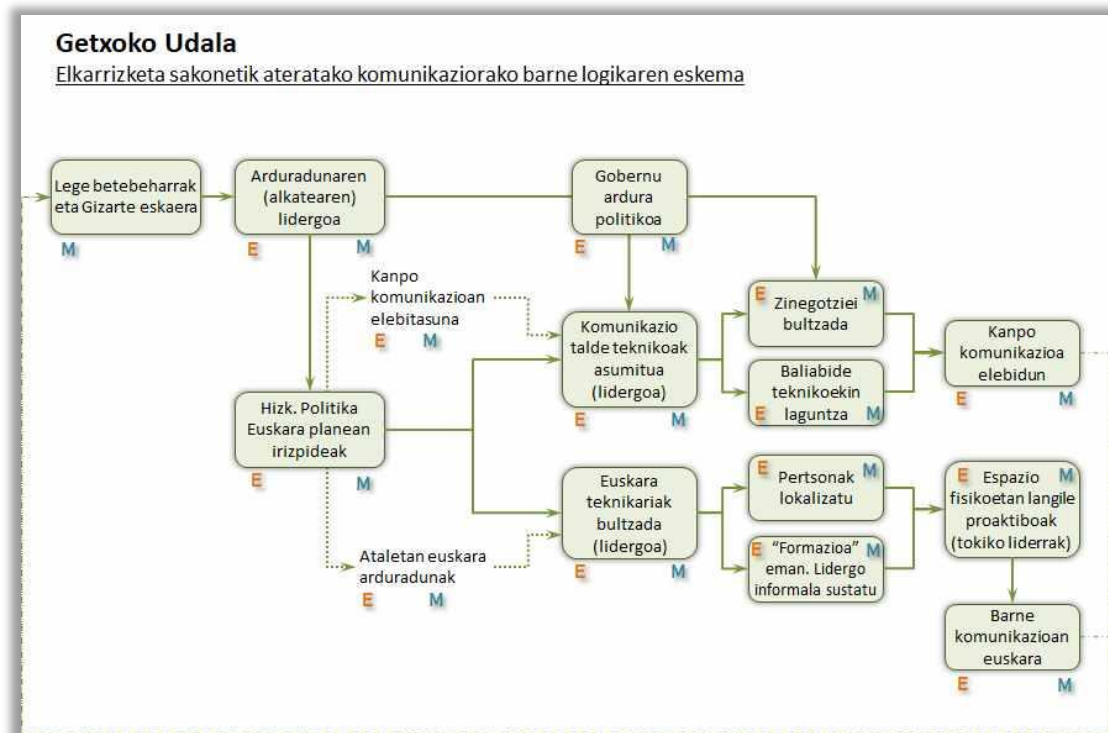 Getxoko Udala
Elkarrizketa sakonetik ateratako komunikaziorako barne logikaren eskema
Lege betebeharrak
eta Gizarte eskaera
M
Arduradunaren
(alkatearen)
lidergoa
E M
Gobernu
ardura
politikoa
E M
Kanpo
komunikazioan
elebitasuna
E M
Komunikazio
talde teknikoak
asumitua
(lidergoa)
E M
E M
Zinegotziei
bultzada
Baliabide
teknikoekin
laguntza
E M
Kanpo
komunikazioa
elebidun
E M
Hizk. Politika
Euskara planean
irizpideak
E M
Ataletan euskara
arduradunak
E M
Euskara
teknikariak
bultzada
(lidergoa)
E M
E M
Pertsonak
lokalizatu
E "Formazioa" M
eman. Lidergo
informala sustatu
E Espazio M
fisikoetan langile
proaktiboak
(tokiko liderrak)
Barne
komunikazioan
euskara
E M